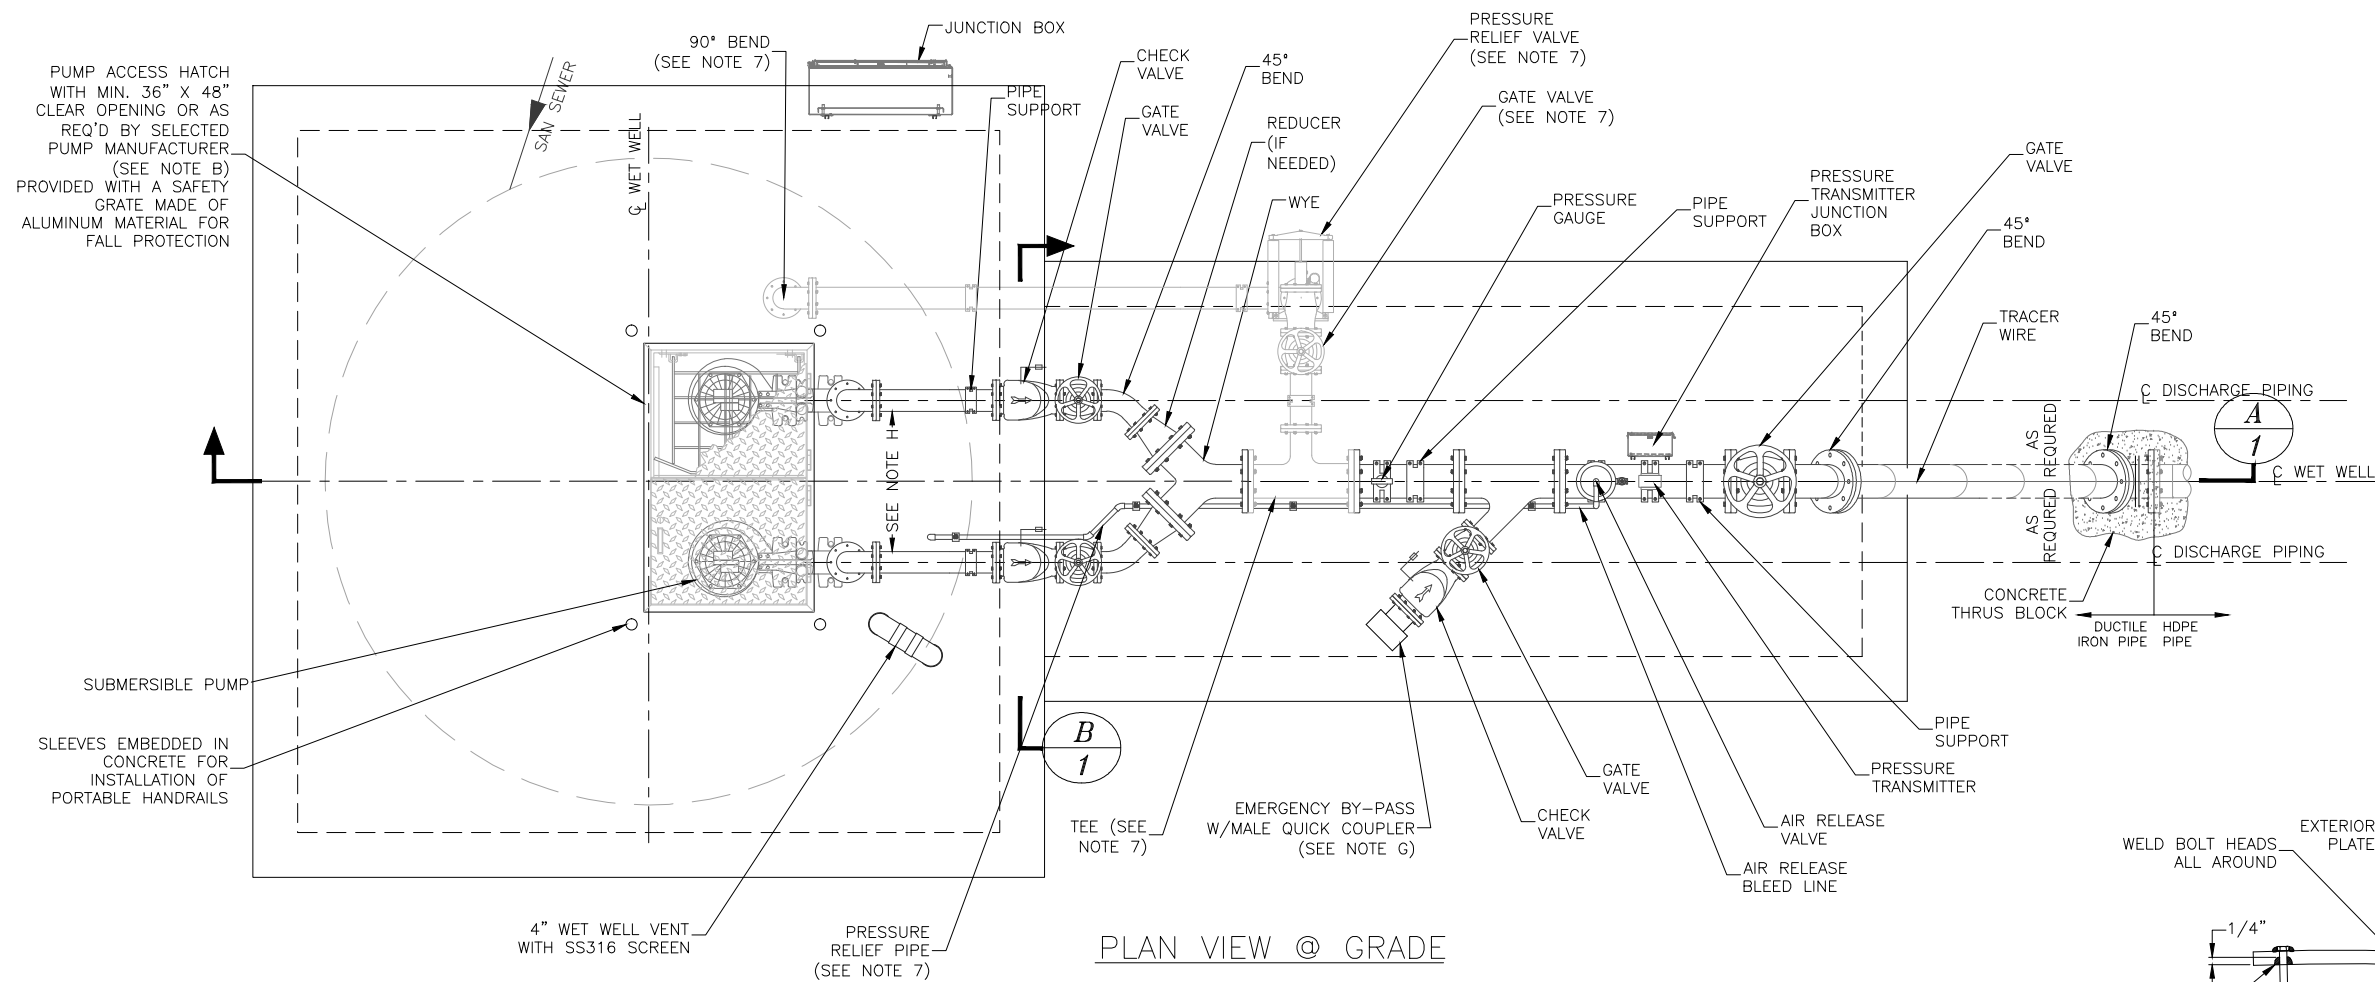 JUNCTION BOX
90° BEND
(SEE NOTE 7)
PUMP ACCESS HATCH
WITH MIN. 36" X 48"
CLEAR OPENING OR AS
REQ'D BY SELECTED
PUMP MANUFACTURER
(SEE NOTE B)
PROVIDED WITH A SAFETY
GRATE MADE OF
ALUMINUM MATERIAL FOR
FALL PROTECTION
SAN SEWER
℄ WET WELL
PIPE
SUPPORT
CHECK
VALVE
GATE
VALVE
45°
BEND
REDUCER
(IF
NEEDED)
WYE
PRESSURE
RELIEF VALVE
(SEE NOTE 7)
GATE VALVE
(SEE NOTE 7)
PRESSURE
GAUGE
PIPE
SUPPORT
PRESSURE
TRANSMITTER
JUNCTION
BOX
GATE
VALVE
45°
BEND
TRACER
WIRE
45°
BEND
℄ DISCHARGE PIPING
A
1
℄ WET WELL
AS
REQURED
AS
REQURED
℄ DISCHARGE PIPING
CONCRETE
THRUS BLOCK
DUCTILE
IRON PIPE
HDPE
PIPE
SEE NOTE H
SUBMERSIBLE PUMP
SLEEVES EMBEDDED IN
CONCRETE FOR
INSTALLATION OF
PORTABLE HANDRAILS
B
1
4" WET WELL VENT
WITH SS316 SCREEN
PRESSURE
RELIEF PIPE
(SEE NOTE 7)
TEE (SEE
NOTE 7)
EMERGENCY BY-PASS
W/MALE QUICK COUPLER
(SEE NOTE G)
CHECK
VALVE
GATE
VALVE
AIR RELEASE
BLEED LINE
AIR RELEASE
VALVE
PRESSURE
TRANSMITTER
PIPE
SUPPORT
PLAN VIEW @ GRADE
EXTERIOR
PLATE
WELD BOLT HEADS
ALL AROUND
1/4"